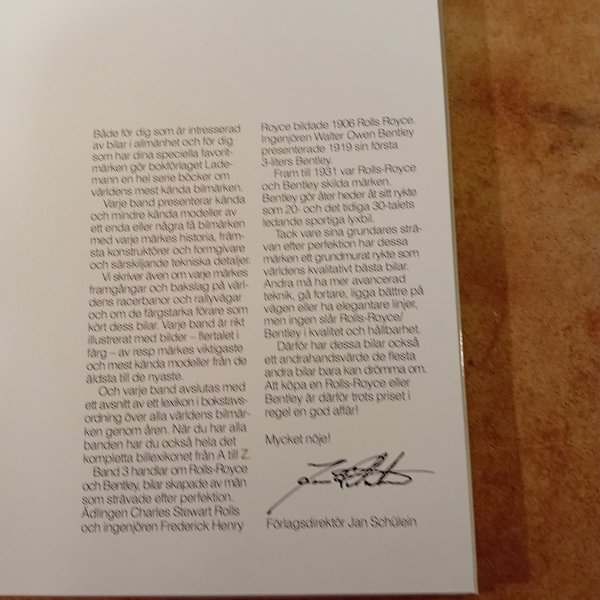 Både för dig som är intresserad
av bilar i allmänhet och för dig
som har dina speciella favorit-
märken gör bokförlaget Lade-
mann en hel serie böcker om
världens mest kända bilmärken.
Varje band presenterar kända
och mindre kända modeller av
ett enda eller några få bilmärken
med varje märkes historia, främ-
sta konstruktörer och formgivare
och särskiljande tekniska detaljer.
Vi skriver även om varje märkes
framgångar och bakslag på värl-
dens racerbanor och rallyvägar
och om de färgstarka förare som
kört dess bilar. Varje band är rikt
illustrerat med bilder – flertalet i
färg – av resp märkes viktigaste
och mest kända modeller från de
äldsta till de nyaste.
Och varje band avslutas med
ett avsnitt av ett lexikon i bokstavs-
ordning över alla världens bilmär-
ken genom åren. När du har alla
banden har du också hela det
kompletta billexikonet från A till Z.
Band 3 handlar om Rolls-Royce
och Bentley, bilar skapade av män
som strävade efter perfektion.
Ädlingen Charles Stewart Rolls
och ingenjören Frederick Henry
Royce bildade 1906 Rolls Royce.
Ingenjören Walter Owen Bentley
presenterade 1919 sin första
3-liters Bentley.
Fram till 1931 var Rolls-Royce
och Bentley skilda märken.
Bentley gör åter heder åt sitt rykte
som 20- och det tidiga 30-talets
ledande sportiga lyxbil.
Tack vare sina grundares strä-
van efter perfektion har dessa
märken ett grundmurat rykte som
världens kvalitativt bästa bilar.
Andra må ha mer avancerad
teknik, gå fortare, ligga bättre på
vägen eller ha elegantare linjer,
men ingen slår Rolls-Royce/
Bentley i kvalitet och hållbarhet.
Därför har dessa bilar också
ett andrahandsvärde de flesta
andra bilar bara kan drömma om.
Att köpa en Rolls-Royce eller
Bentley är därför trots priset i
regel en god affär!
Mycket nöje!
Förlagsdirektör Jan Schülein